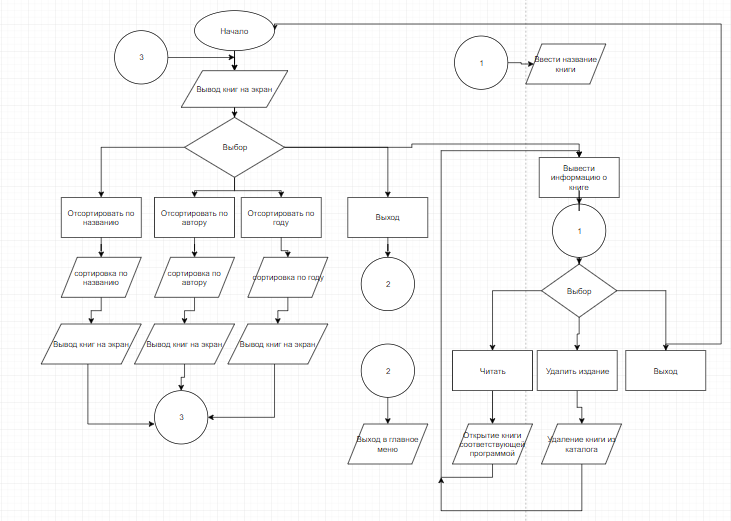 Начало
3
1
Ввести название
книги
Вывод книг на экран
Выбор
Вывести
информацию о
книге
Отсортировать по
названию
Отсортировать по
автору
Отсортировать по
году
Выход
1
сортировка по
названию
сортировка по
автору
сортировка по году
2
Выбор
Вывод книг на экран
Вывод книг на экран
Вывод книг на экран
2
Читать
Удалить издание
Выход
3
Выход в главное
меню
Открытие книги
соответствующей
программой
Удаление книги из
каталога